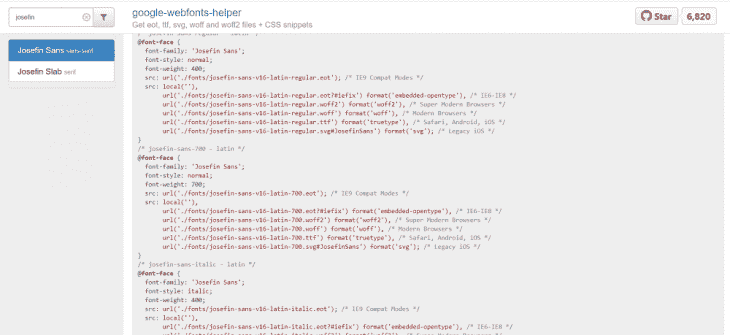 josefin
google-webfonts-helper
Get eot, ttf, svg, woff and woff2 files + CSS snippets
Star
6,820
Josefin Sans sans-serif
Josefin Slab serif
/* josefin-sans-regular - latin */
@font-face {
font-family: 'Josefin Sans';
font-style: normal;
font-weight: 400;
src: url('./fonts/josefin-sans-v16-latin-regular.eot'); /* IE9 Compat Modes */
src: local(''),
url('./fonts/josefin-sans-v16-latin-regular.eot?#iefix') format('embedded-opentype'), /* IE6-IE8 */
url('./fonts/josefin-sans-v16-latin-regular.woff2') format('woff2'), /* Super Modern Browsers */
url('./fonts/josefin-sans-v16-latin-regular.woff') format('woff'), /* Modern Browsers */
url('./fonts/josefin-sans-v16-latin-regular.ttf') format('truetype'), /* Safari, Android, iOS */
url('./fonts/josefin-sans-v16-latin-regular.svg#JosefinSans') format('svg'); /* Legacy iOS */
}
/* josefin-sans-700 - latin */
@font-face {
font-family: 'Josefin Sans';
font-style: normal;
font-weight: 700;
src: url('./fonts/josefin-sans-v16-latin-700.eot'); /* IE9 Compat Modes */
src: local(''),
url('./fonts/josefin-sans-v16-latin-700.eot?#iefix') format('embedded-opentype'), /* IE6-IE8 */
url('./fonts/josefin-sans-v16-latin-700.woff2') format('woff2'), /* Super Modern Browsers */
url('./fonts/josefin-sans-v16-latin-700.woff') format('woff'), /* Modern Browsers */
url('./fonts/josefin-sans-v16-latin-700.ttf') format('truetype'), /* Safari, Android, iOS */
url('./fonts/josefin-sans-v16-latin-700.svg#JosefinSans') format('svg'); /* Legacy iOS */
}
/* josefin-sans-italic - latin */
@font-face {
font-family: 'Josefin Sans';
font-style: italic;
font-weight: 400;
src: url('./fonts/josefin-sans-v16-latin-italic.eot'); /* IE9 Compat Modes */
src: local(''),
url('./fonts/josefin-sans-v16-latin-italic.eot?#iefix') format('embedded-opentype'), /* IE6-IE8 */